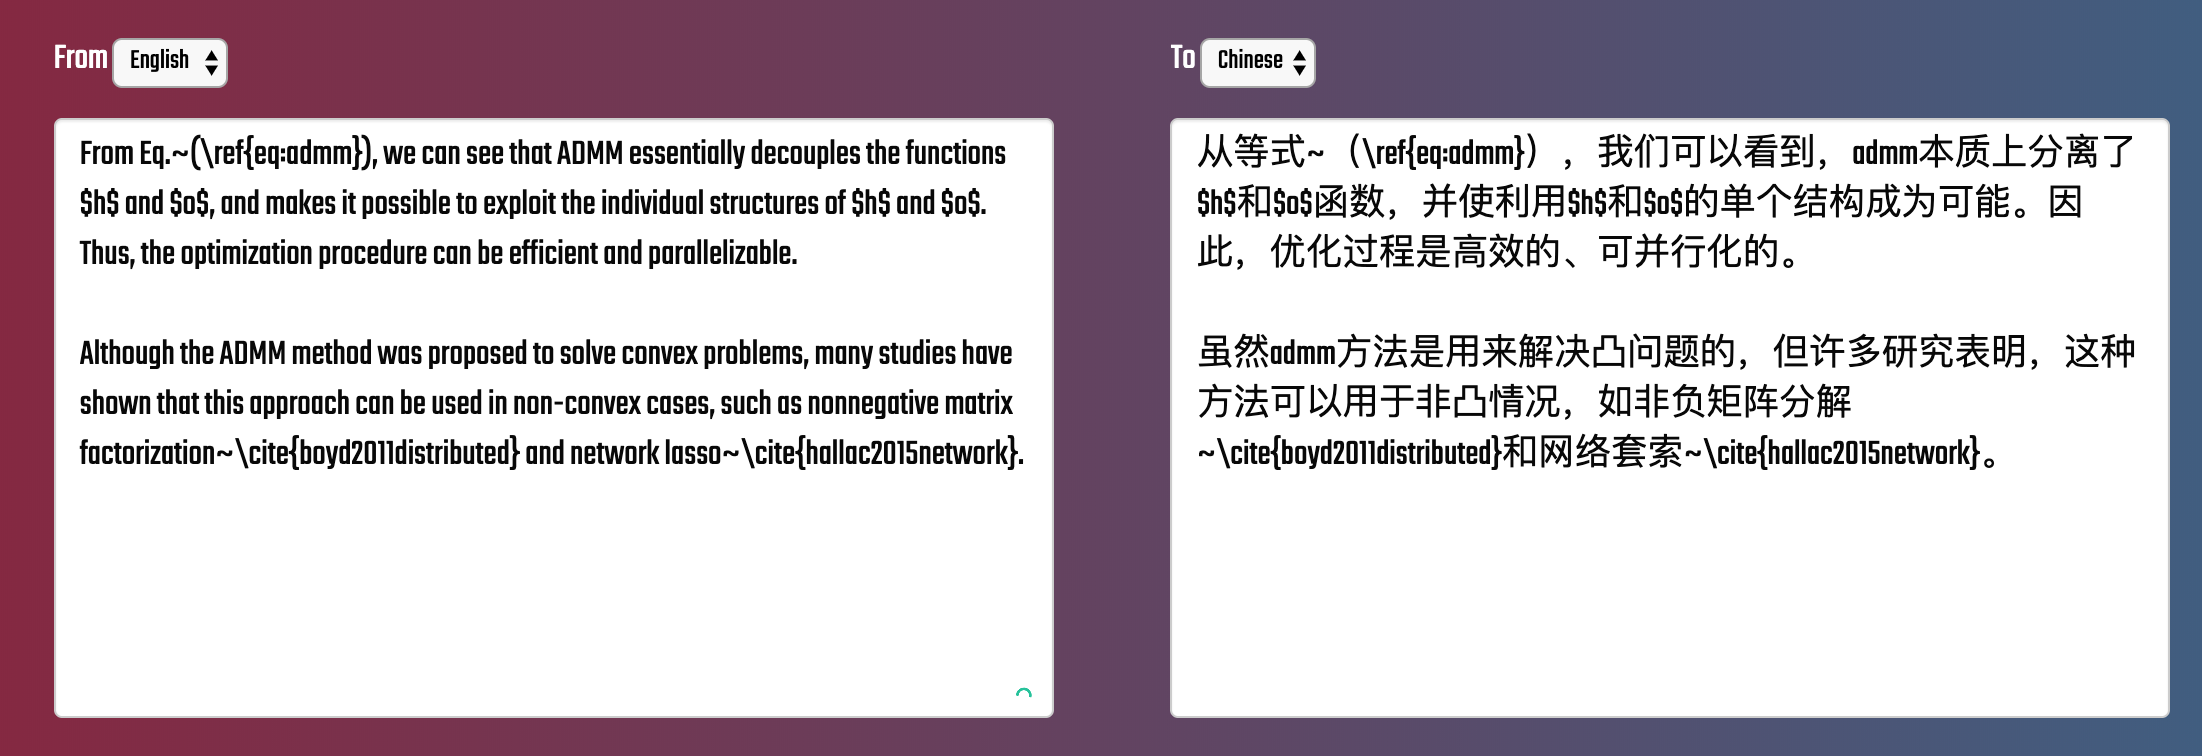 From English
To Chinese
From Eq.~(\ref{eq:admm}), we can see that ADMM essentially decouples the functions
$h$ and $o$, and makes it possible to exploit the individual structures of $h$ and $o$.
Thus, the optimization procedure can be efficient and parallelizable.
Although the ADMM method was proposed to solve convex problems, many studies have
shown that this approach can be used in non-convex cases, such as nonnegative matrix
factorization~\cite{boyd2011distributed} and network lasso~\cite{hallac2015network}.
从等式~（\ref{eq:admm}），我们可以看到，admm本质上分离了
$h$和$o$函数，并使利用$h$和$o$的单个结构成为可能。因
此，优化过程是高效的、可并行化的。
虽然admm方法是用来解决凸问题的，但许多研究表明，这种
方法可以用于非凸情况，如非负矩阵分解
~\cite{boyd2011distributed}和网络套索~\cite{hallac2015network}。